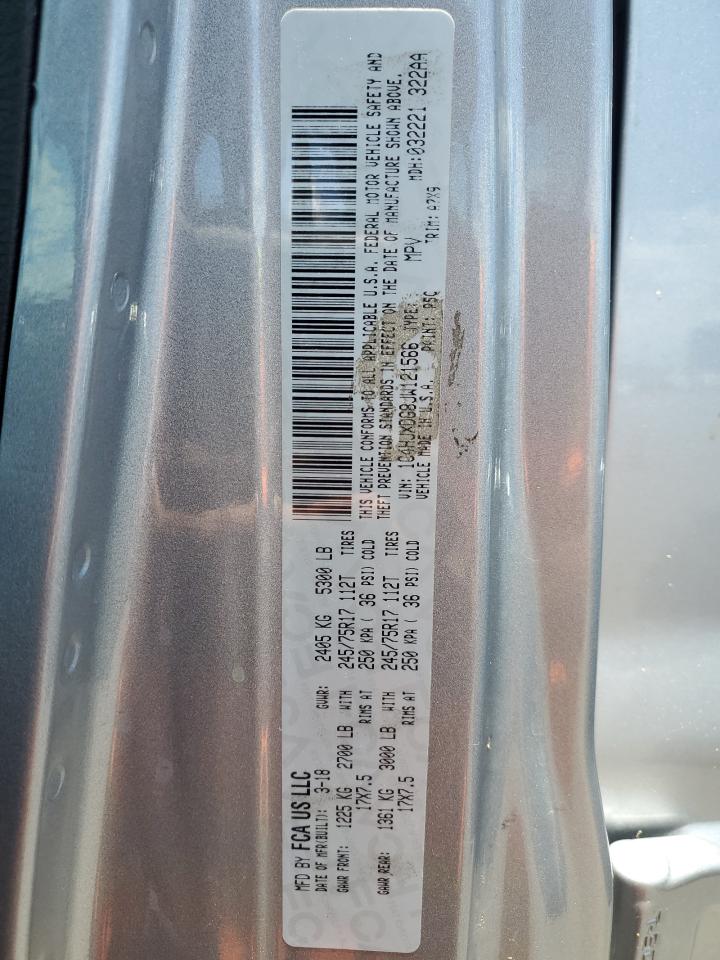 MFD BY FCA US LLC
DATE OF MFR(BUILT): 3-18 GVWR: 2405 KG 5300 LB
GAWR FRONT: 1225 KG 2700 LB WITH 245/75R17 112T TIRES
17X7.5 RIMS AT 250 KPA ( 36 PSI) COLD
GAWR REAR: 1361 KG 3000 LB WITH 245/75R17 112T TIRES
17X7.5 RIMS AT 250 KPA ( 36 PSI) COLD
THIS VEHICLE CONFORMS TO ALL APPLICABLE U.S.A. FEDERAL MOTOR VEHICLE SAFETY AND
THEFT PREVENTION STANDARDS IN EFFECT ON THE DATE OF MANUFACTURE SHOWN ABOVE.
VIN: 1C4HJXDG8JW121566 TYPE: MPV MDH:032221 322AA
VEHICLE MADE IN U.S.A. PAINT: PSC TRIM: A7X9